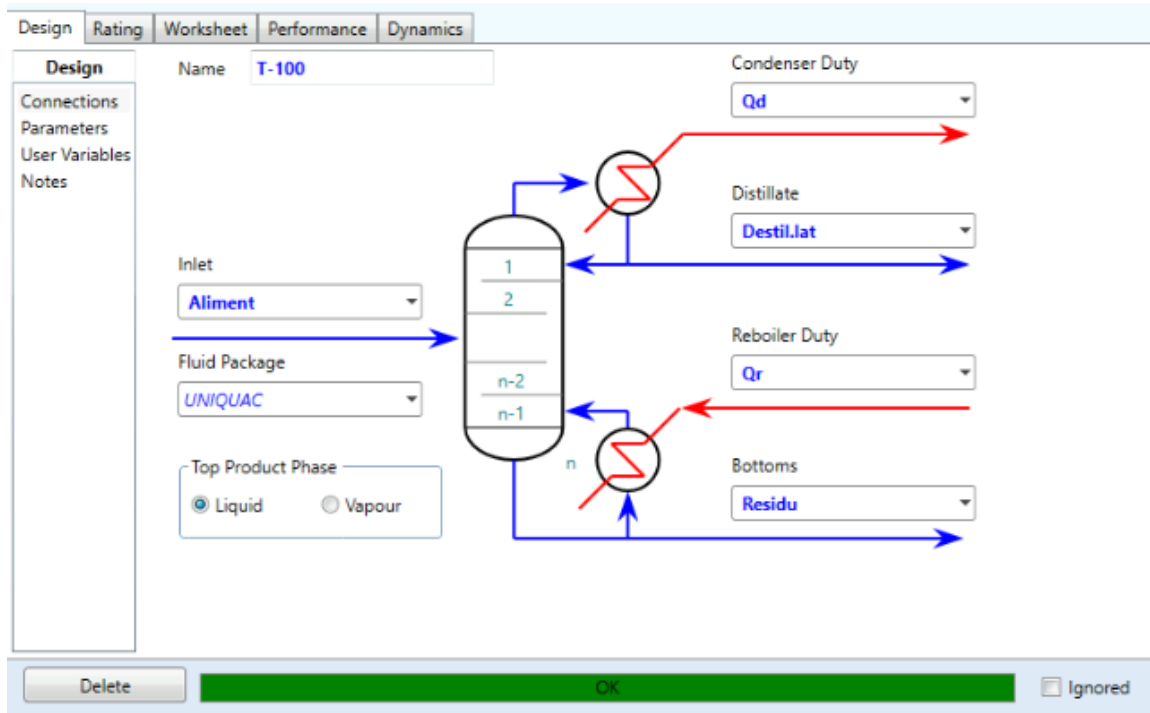 Design Rating Worksheet Performance Dynamics
Design
Connections
Parameters
User Variables
Notes
Name T-100
Condenser Duty
Qd
Distillate
Destil.lat
Inlet
Aliment
Fluid Package
UNIQUAC
1
2
n-2
n-1
n
Reboiler Duty
Qr
Top Product Phase
Liquid Vapour
Bottoms
Residu
Delete OK Ignored